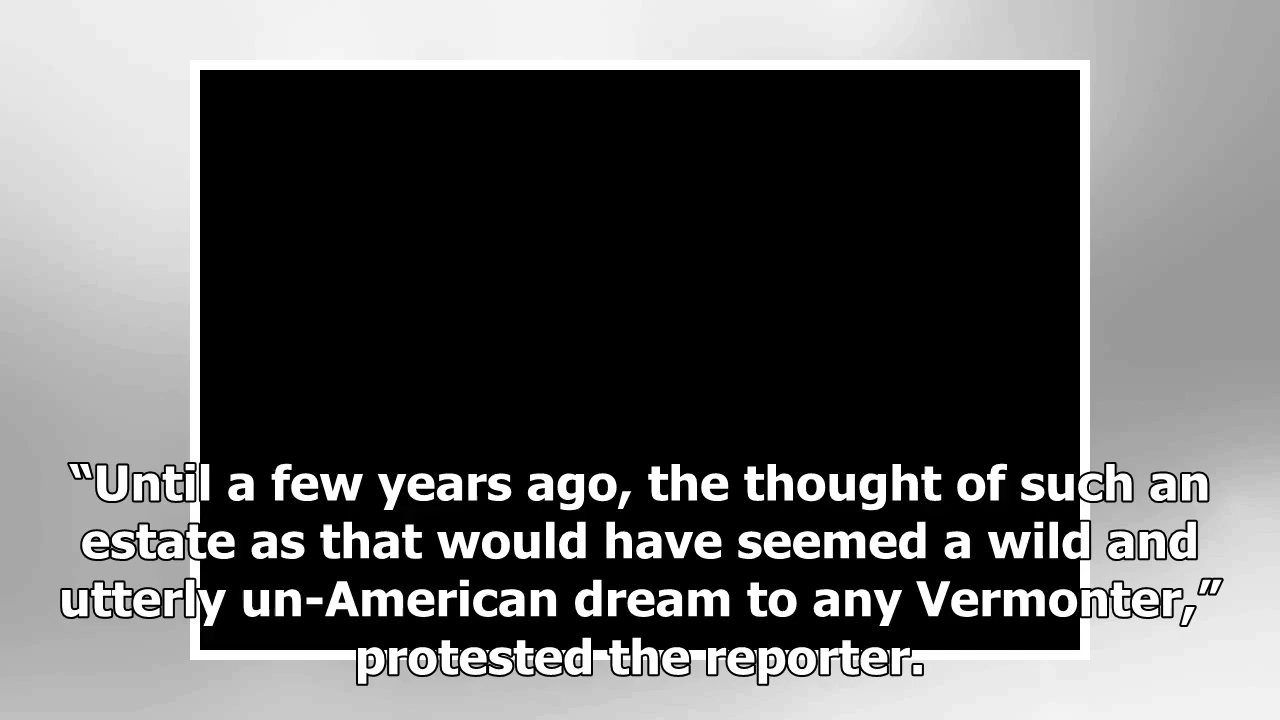 “Until a few years ago, the thought of such an
estate as that would have seemed a wild and
utterly un-American dream to any Vermonter,”
protested the reporter.